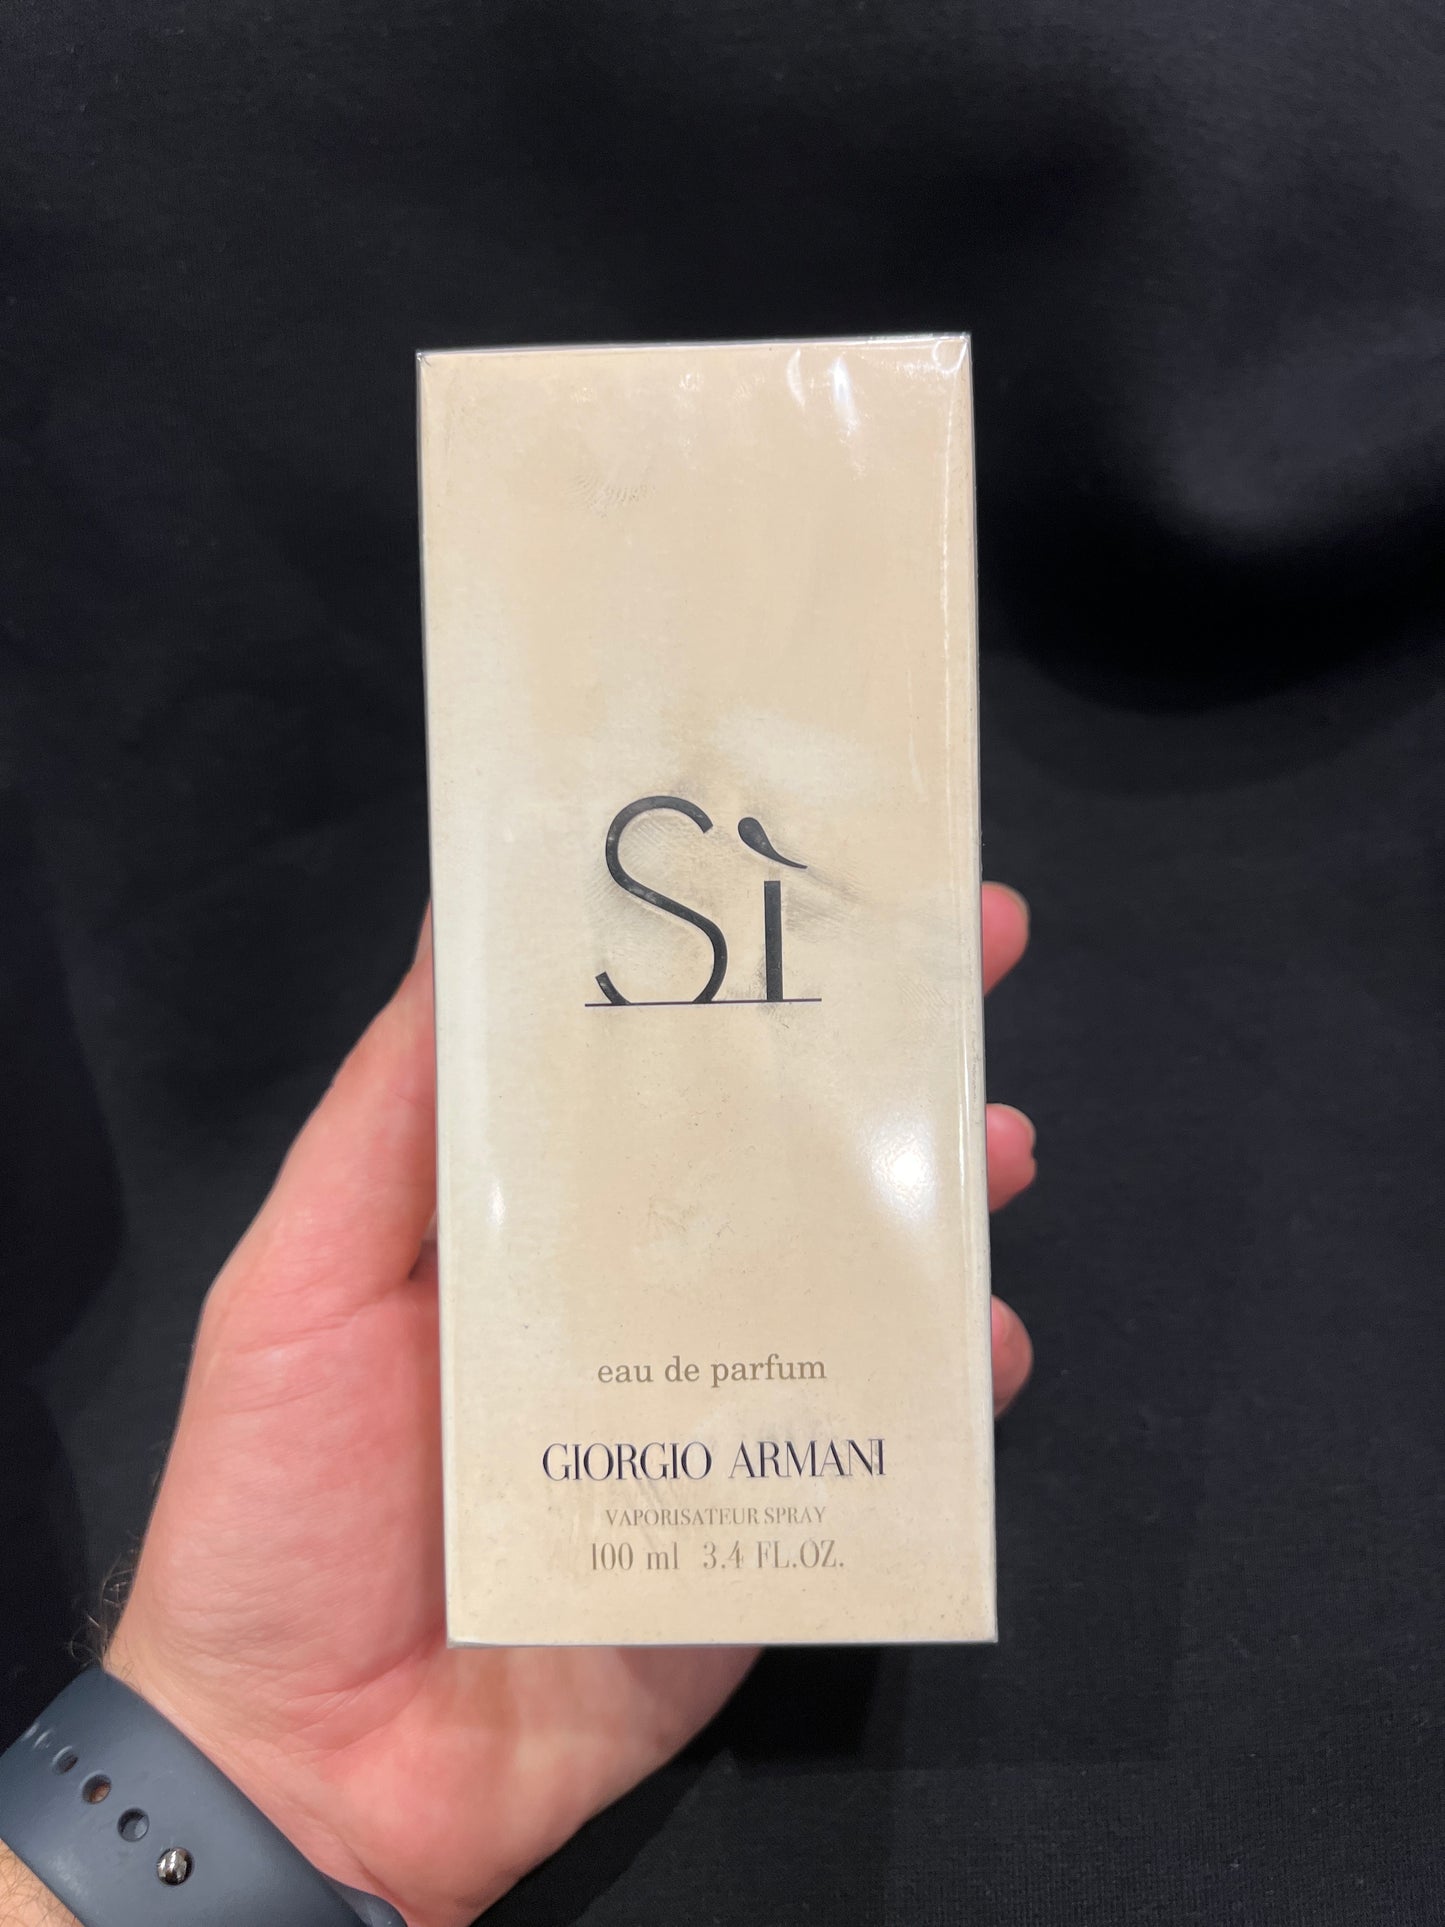 Sì
eau de parfum
GIORGIO ARMANI
VAPORISATEUR SPRAY
100 ml 3.4 FL.OZ.